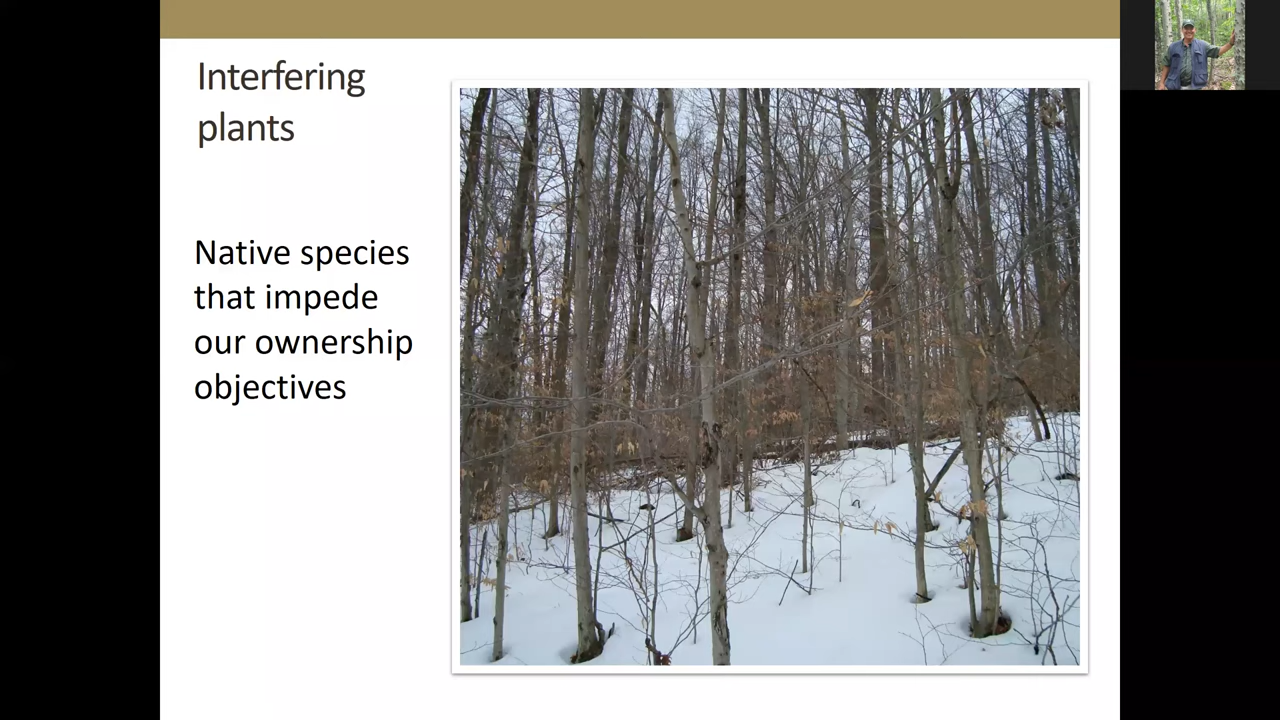 Interfering
plants
Native species
that impede
our ownership
objectives